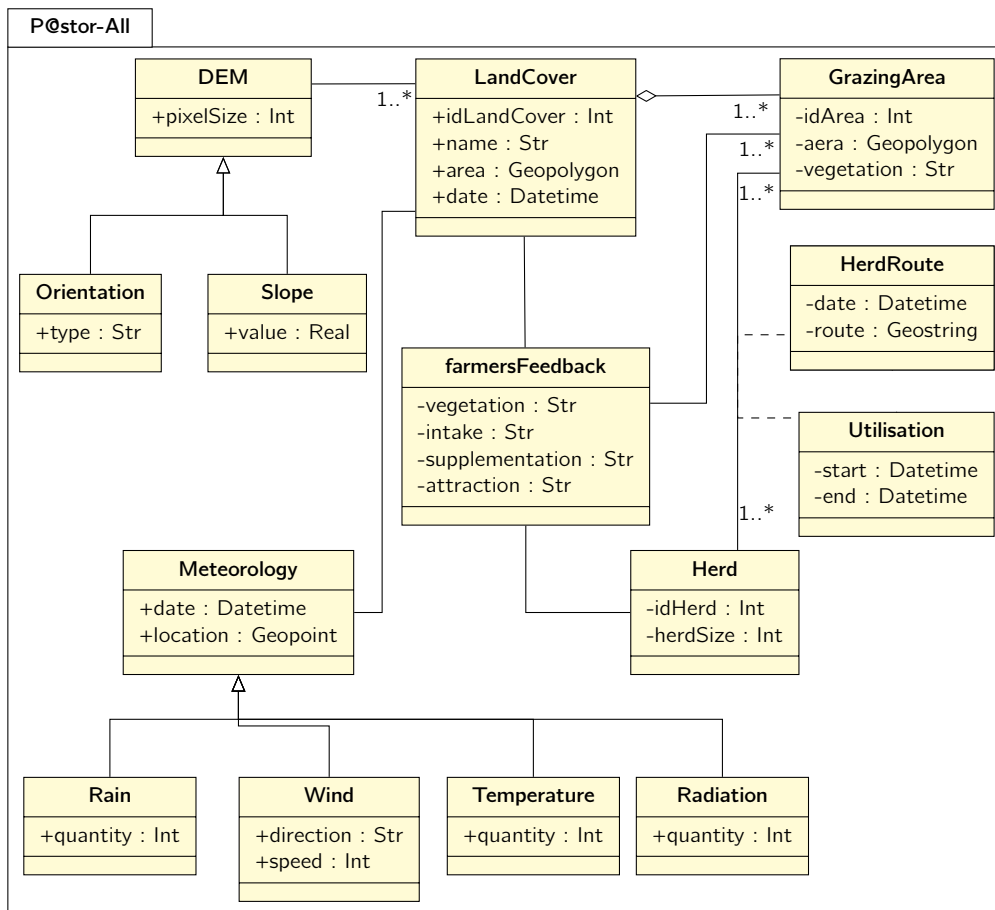 P@stor-All
DEM
+pixelSize : Int
1..*
LandCover
+idLandCover : Int
+name : Str
+area : Geopolygon
+date : Datetime
1..*
1..*
1..*
GrazingArea
-idArea : Int
-aera : Geopolygon
-vegetation : Str
Orientation
+type : Str
Slope
+value : Real
HerdRoute
-date : Datetime
-route : Geostring
farmersFeedback
-vegetation : Str
-intake : Str
-supplementation : Str
-attraction : Str
Utilisation
-start : Datetime
-end : Datetime
1..*
Meteorology
+date : Datetime
+location : Geopoint
Herd
-idHerd : Int
-herdSize : Int
Rain
+quantity : Int
Wind
+direction : Str
+speed : Int
Temperature
+quantity : Int
Radiation
+quantity : Int